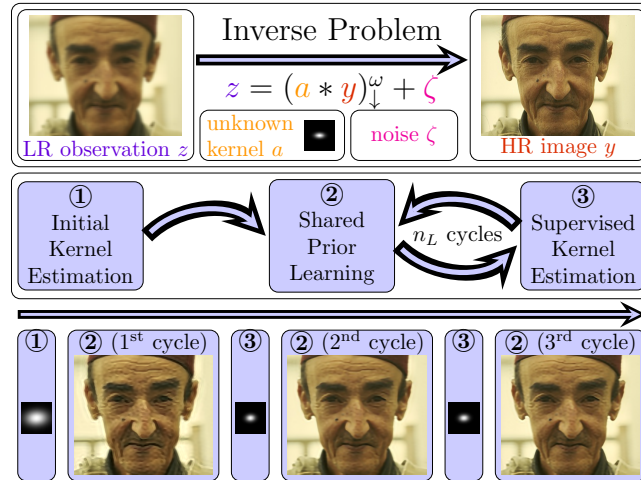 Inverse Problem
z = (a * y)↓^ω + ζ
LR observation z
unknown
kernel a
noise ζ
HR image y
① 
Initial
Kernel
Estimation
②
Shared
Prior
Learning
n_L cycles
③
Supervised
Kernel
Estimation
①
② (1st cycle)
③
② (2nd cycle)
③
② (3rd cycle)